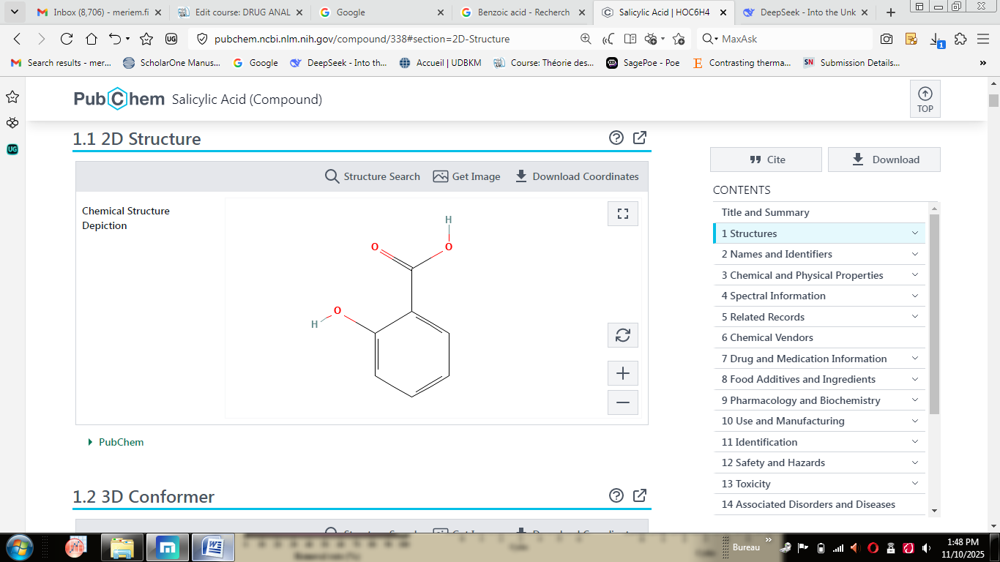 Inbox (8,706) - meriem.fi
Edit course: DRUG ANAL
Google
Benzoic acid - Recherch
Salicylic Acid | HOC6H4
DeepSeek - Into the Unk
UG
pubchem.ncbi.nlm.nih.gov/compound/338#section=2D-Structure
MaxAsk
1
Search results - mer...
ScholarOne Manus...
Google
DeepSeek - Into th...
Accueil | UDBKM
Course: Théorie des...
SagePoe - Poe
Contrasting therma...
SN Submission Details...
UG
PubChem Salicylic Acid (Compound)
TOP
1.1 2D Structure
Structure Search
Get Image
Download Coordinates
Chemical Structure
Depiction
H
O
O
O
H
PubChem
1.2 3D Conformer
Cite
Download
CONTENTS
Title and Summary
1 Structures
2 Names and Identifiers
3 Chemical and Physical Properties
4 Spectral Information
5 Related Records
6 Chemical Vendors
7 Drug and Medication Information
8 Food Additives and Ingredients
9 Pharmacology and Biochemistry
10 Use and Manufacturing
11 Identification
12 Safety and Hazards
13 Toxicity
14 Associated Disorders and Diseases
Bureau
1:48 PM
11/10/2025